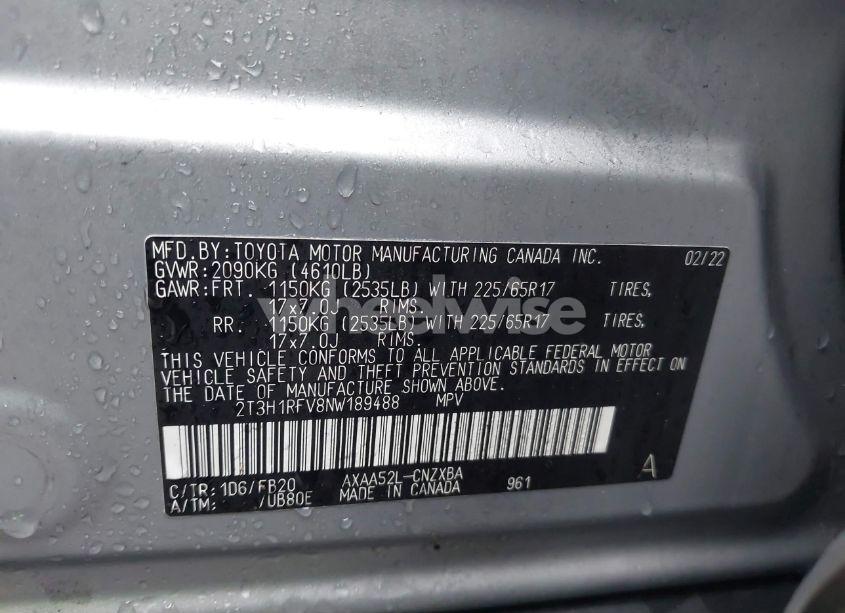 MFD.BY:TOYOTA MOTOR MANUFACTURING CANADA INC. 02/22
GVWR:2090KG (4610LB)
GAWR:FRT. 1150KG (2535LB) WITH 225/65R17 TIRES,
17x7.0J RIMS.
RR. 1150KG (2535LB) WITH 225/65R17 TIRES,
17x7.0J RIMS.
wheelwise
THIS VEHICLE CONFORMS TO ALL APPLICABLE FEDERAL MOTOR
VEHICLE SAFETY AND THEFT PREVENTION STANDARDS IN EFFECT ON
THE DATE OF MANUFACTURE SHOWN ABOVE.
2T3H1RFV8NW189488 MPV
C/TR:1D6/FB20 AXAA52L-CNZXBA 961 A
A/TM: /UB80E MADE IN CANADA